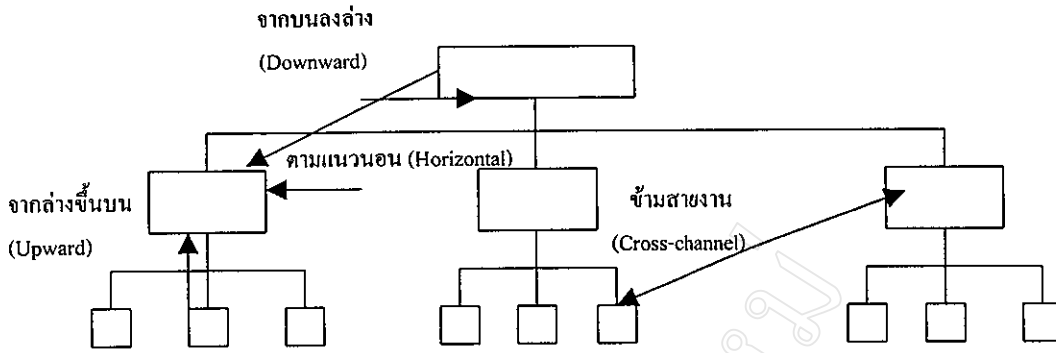 จากบนลงล่าง
(Downward)
ตามแนวนอน (Horizontal)
จากล่างขึ้นบน
(Upward)
ข้ามสายงาน
(Cross-channel)